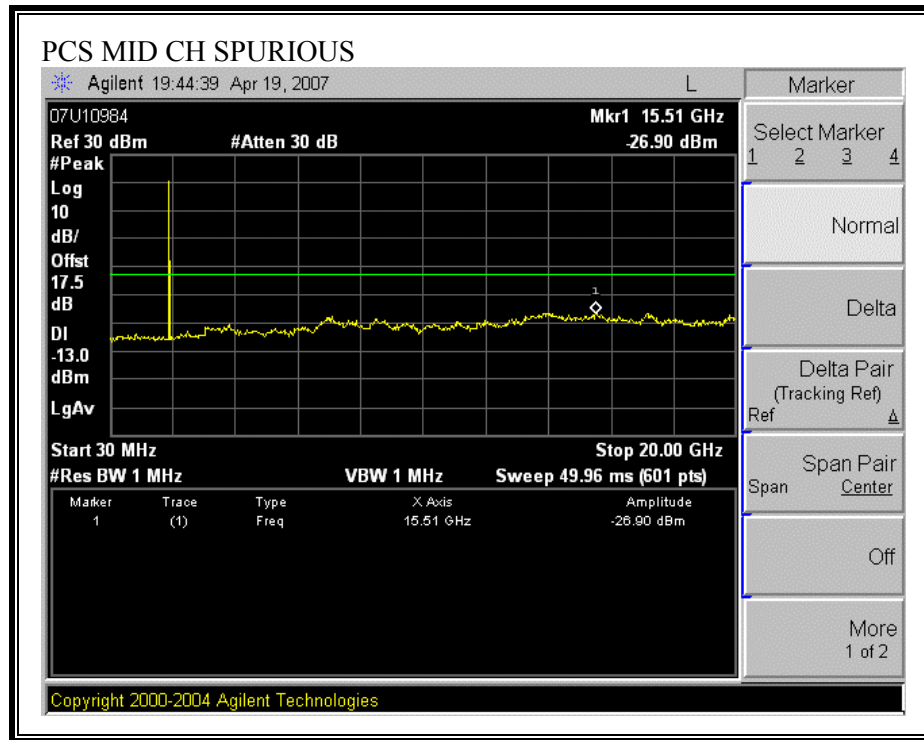 PCS MID CH SPURIOUS
Agilent 19:44:39 Apr 19, 2007 L
07U10984 Mkr1 15.51 GHz
Ref 30 dBm #Atten 30 dB -26.90 dBm
#Peak
Log
10
dB/
Offst
17.5
dB
DI
-13.0
dBm
LgAv
1
Start 30 MHz Stop 20.00 GHz
#Res BW 1 MHz VBW 1 MHz Sweep 49.96 ms (601 pts)
Marker Trace Type X Axis Amplitude
1 (1) Freq 15.51 GHz -26.90 dBm
Marker
Select Marker
1 2 3 4
Normal
Delta
Delta Pair
(Tracking Ref)
Ref Δ
Span Pair
Span Center
Off
More
1 of 2
Copyright 2000-2004 Agilent Technologies